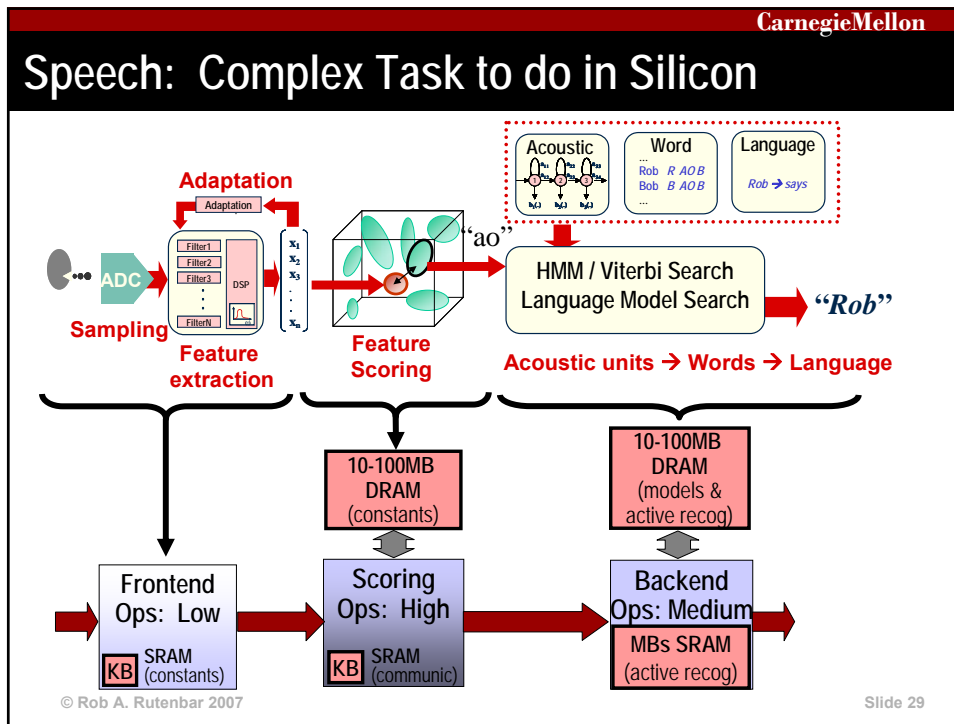 CarnegieMellon
Speech: Complex Task to do in Silicon
Acoustic
1 2 3
Word
...
Rob R AO B
Bob B AO B
...
Language
Rob → says
Adaptation
Adaptation
ADC
Sampling
Filter1
Filter2
Filter3
FilterN
DSP
Feature
extraction
x1
x2
x3
.
.
.
xn
Feature
Scoring
"ao"
HMM / Viterbi Search
Language Model Search
"Rob"
Acoustic units → Words → Language
10-100MB
DRAM
(constants)
10-100MB
DRAM
(models &
active recog)
Frontend
Ops: Low
KB
SRAM
(constants)
Scoring
Ops: High
KB
SRAM
(communic)
Backend
Ops: Medium
MBs SRAM
(active recog)
© Rob A. Rutenbar 2007
Slide 29